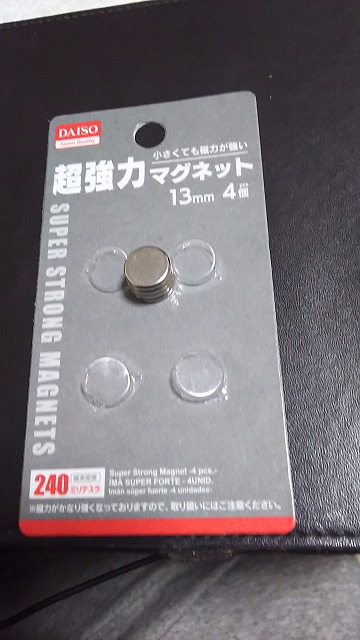 DAISO
Japan Quality
小さくても磁力が強い
超強力マグネット
13mm 4個
SUPER STRONG MAGNETS
240 ミリテスラ
Super Strong Magnet -4 pcs.-
IMÃ SUPER FORTE - 4UNID.
Imán súper fuerte -4 unidades-
※磁力がかなり強くなっておりますので、取り扱いにはご注意ください。